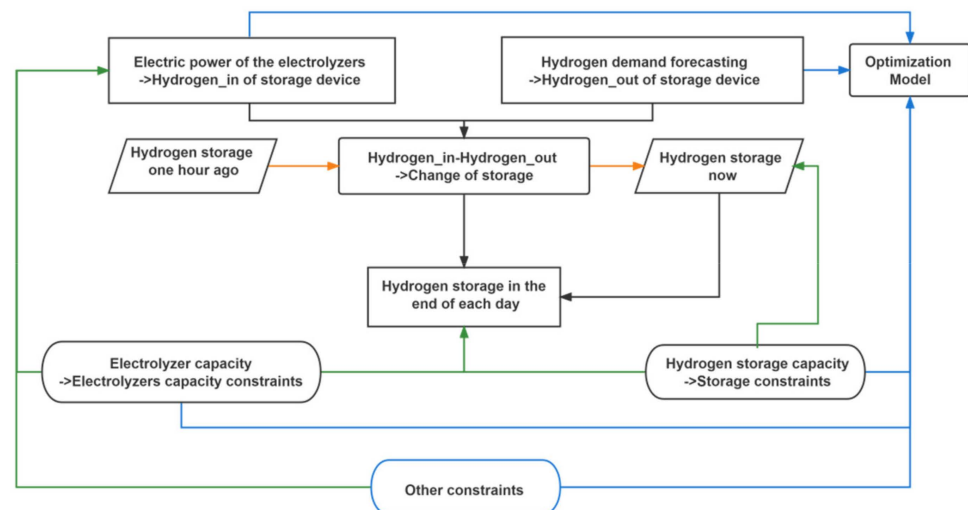 Electric power of the electrolyzers
->Hydrogen_in of storage device
Hydrogen demand forecasting
->Hydrogen_out of storage device
Optimization
Model
Hydrogen storage
one hour ago
Hydrogen_in-Hydrogen_out
->Change of storage
Hydrogen storage
now
Hydrogen storage in the
end of each day
Electrolyzer capacity
->Electrolyzers capacity constraints
Hydrogen storage capacity
->Storage constraints
Other constraints